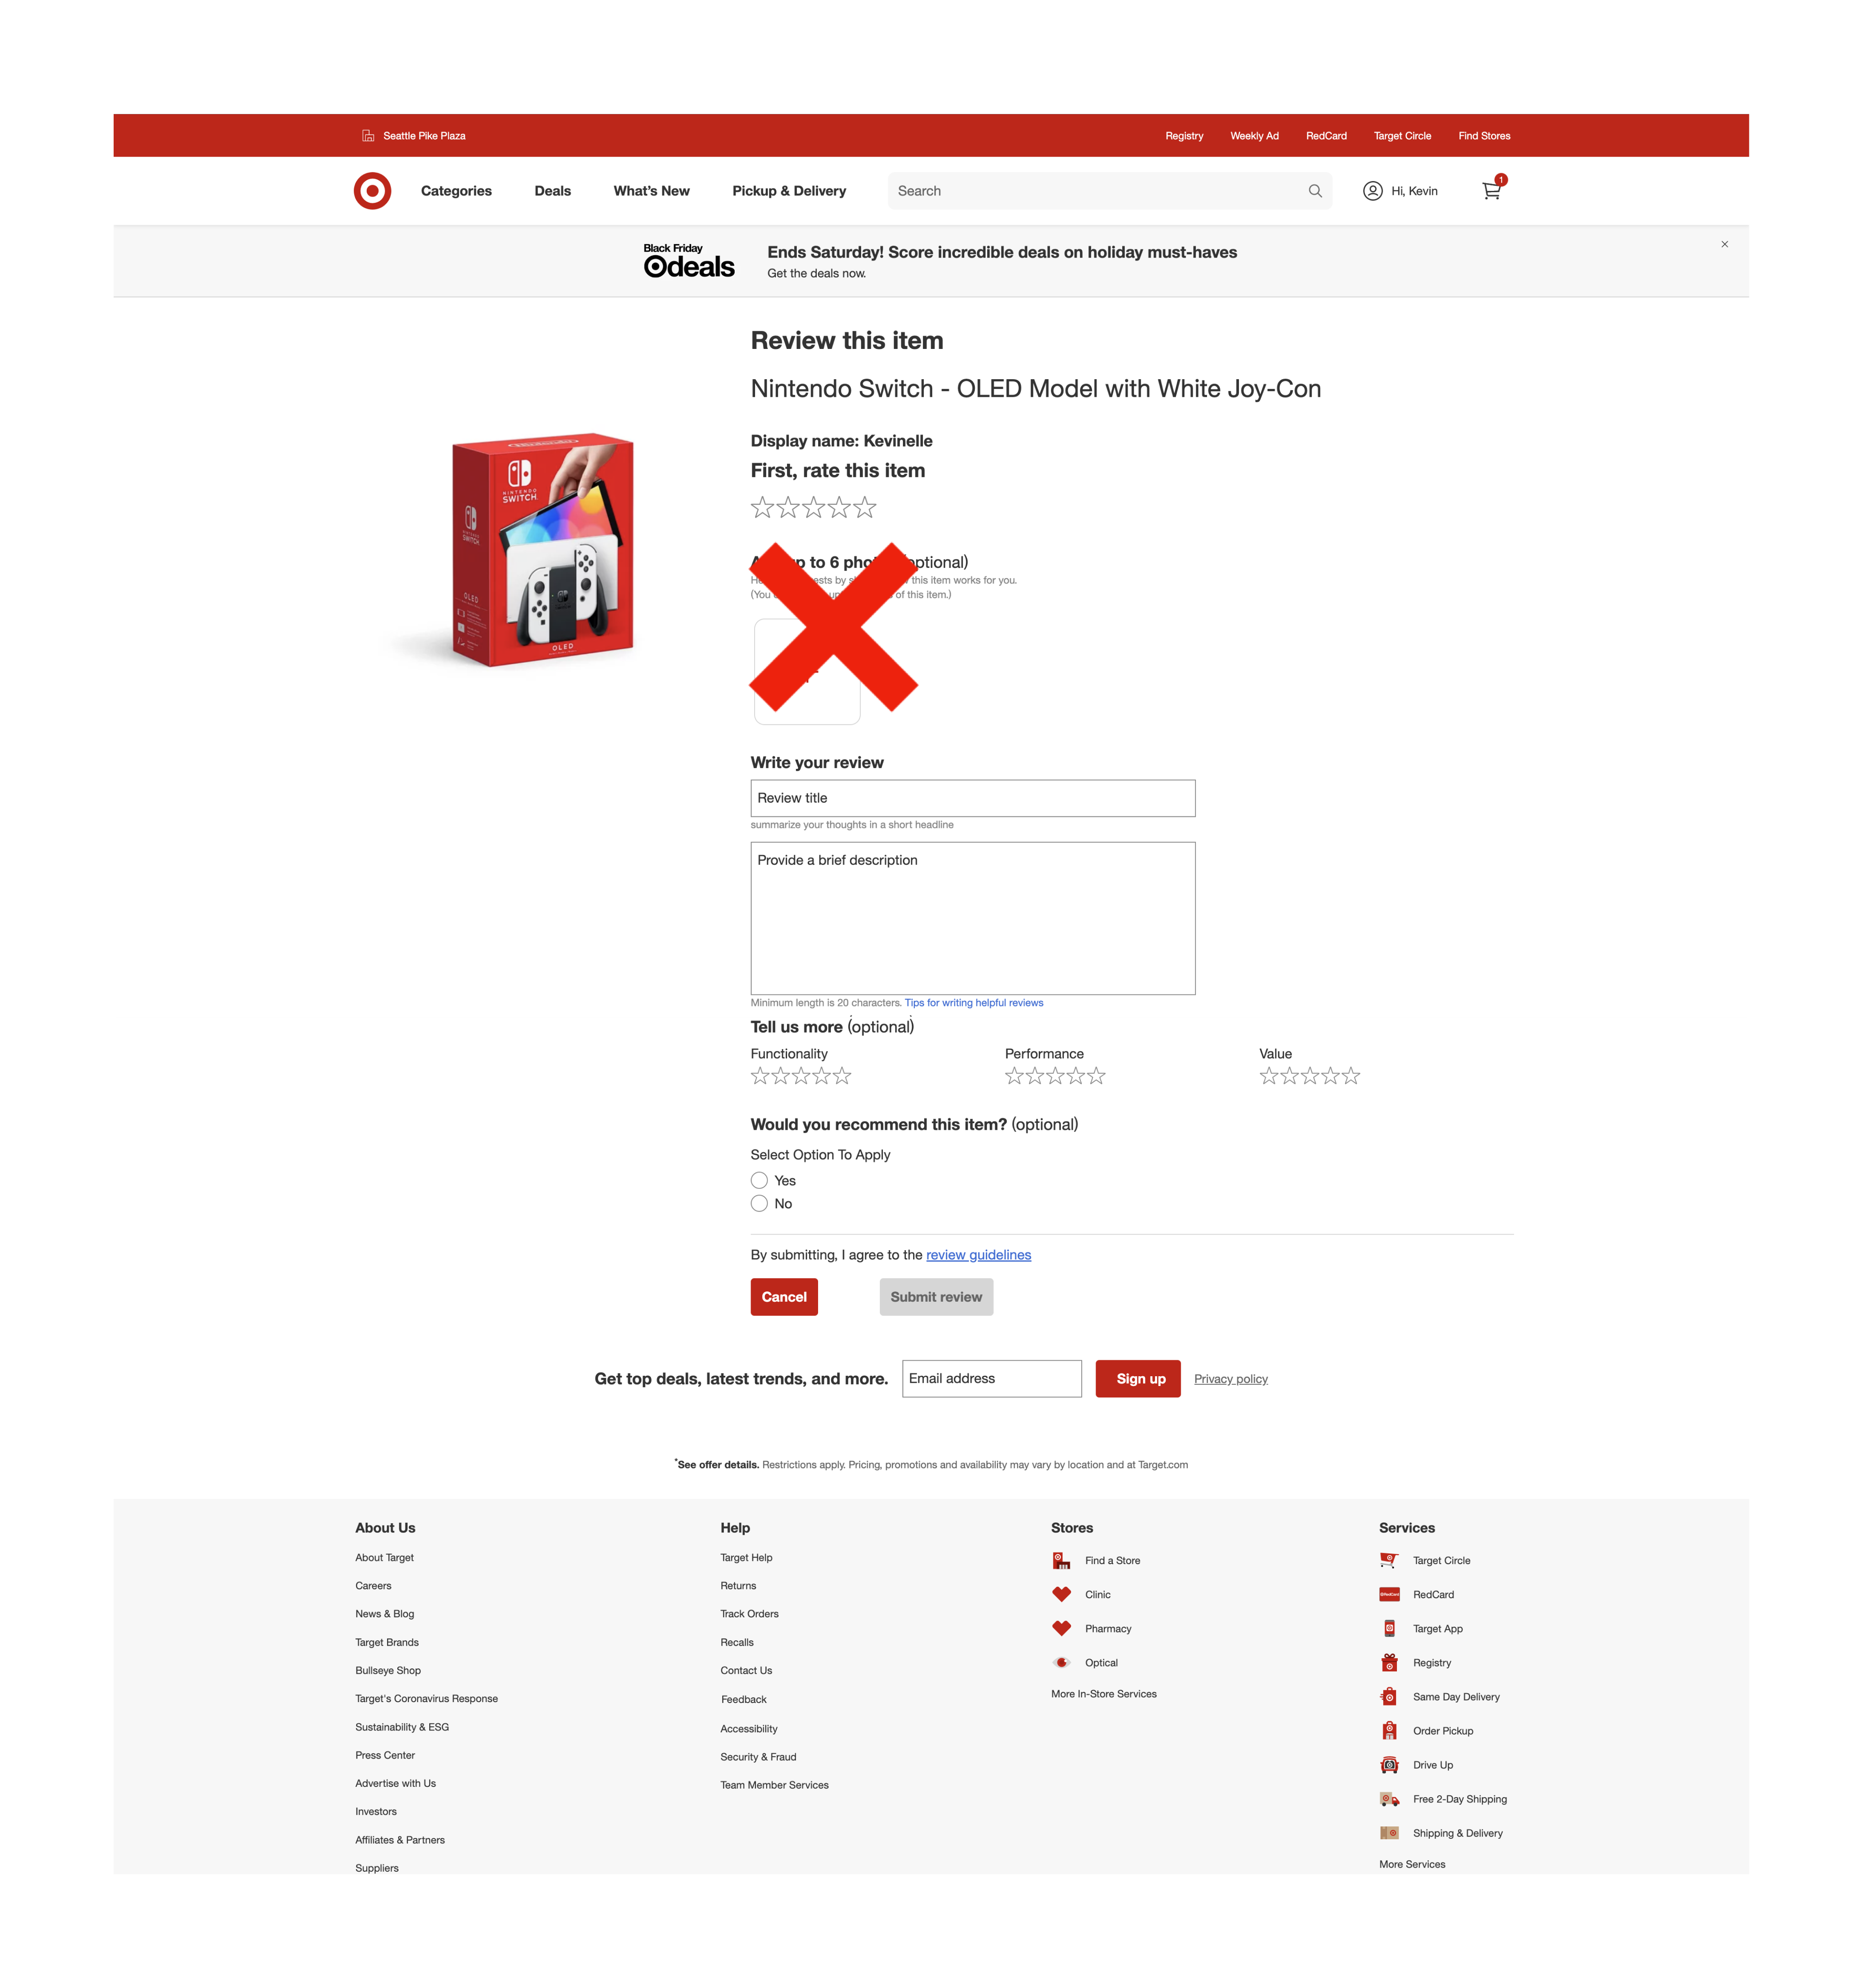 Seattle Pike Plaza
Registry Weekly Ad RedCard Target Circle Find Stores
Categories Deals What's New Pickup & Delivery Search Hi, Kevin 1
Black Friday
deals
Ends Saturday! Score incredible deals on holiday must-haves
Get the deals now.
Review this item
Nintendo Switch - OLED Model with White Joy-Con
NINTENDO
SWITCH
NINTENDO
SWITCH
OLED
OLED
Display name: Kevinelle
First, rate this item
up to 6 (optional)
this item works for you.
(You of this item.)
Write your review
Review title
summarize your thoughts in a short headline
Provide a brief description
Minimum length is 20 characters. Tips for writing helpful reviews
Tell us more (optional)
Functionality Performance Value
Would you recommend this item? (optional)
Select Option To Apply
Yes
No
By submitting, I agree to the review guidelines
Cancel Submit review
Get top deals, latest trends, and more. Email address Sign up Privacy policy
*See offer details. Restrictions apply. Pricing, promotions and availability may vary by location and at Target.com
About Us
About Target
Careers
News & Blog
Target Brands
Bullseye Shop
Target's Coronavirus Response
Sustainability & ESG
Press Center
Advertise with Us
Investors
Affiliates & Partners
Suppliers
Help
Target Help
Returns
Track Orders
Recalls
Contact Us
Feedback
Accessibility
Security & Fraud
Team Member Services
Stores
Find a Store
Clinic
Pharmacy
Optical
More In-Store Services
Services
Target Circle
RedCard
Target App
Registry
Same Day Delivery
Order Pickup
Drive Up
Free 2-Day Shipping
Shipping & Delivery
More Services